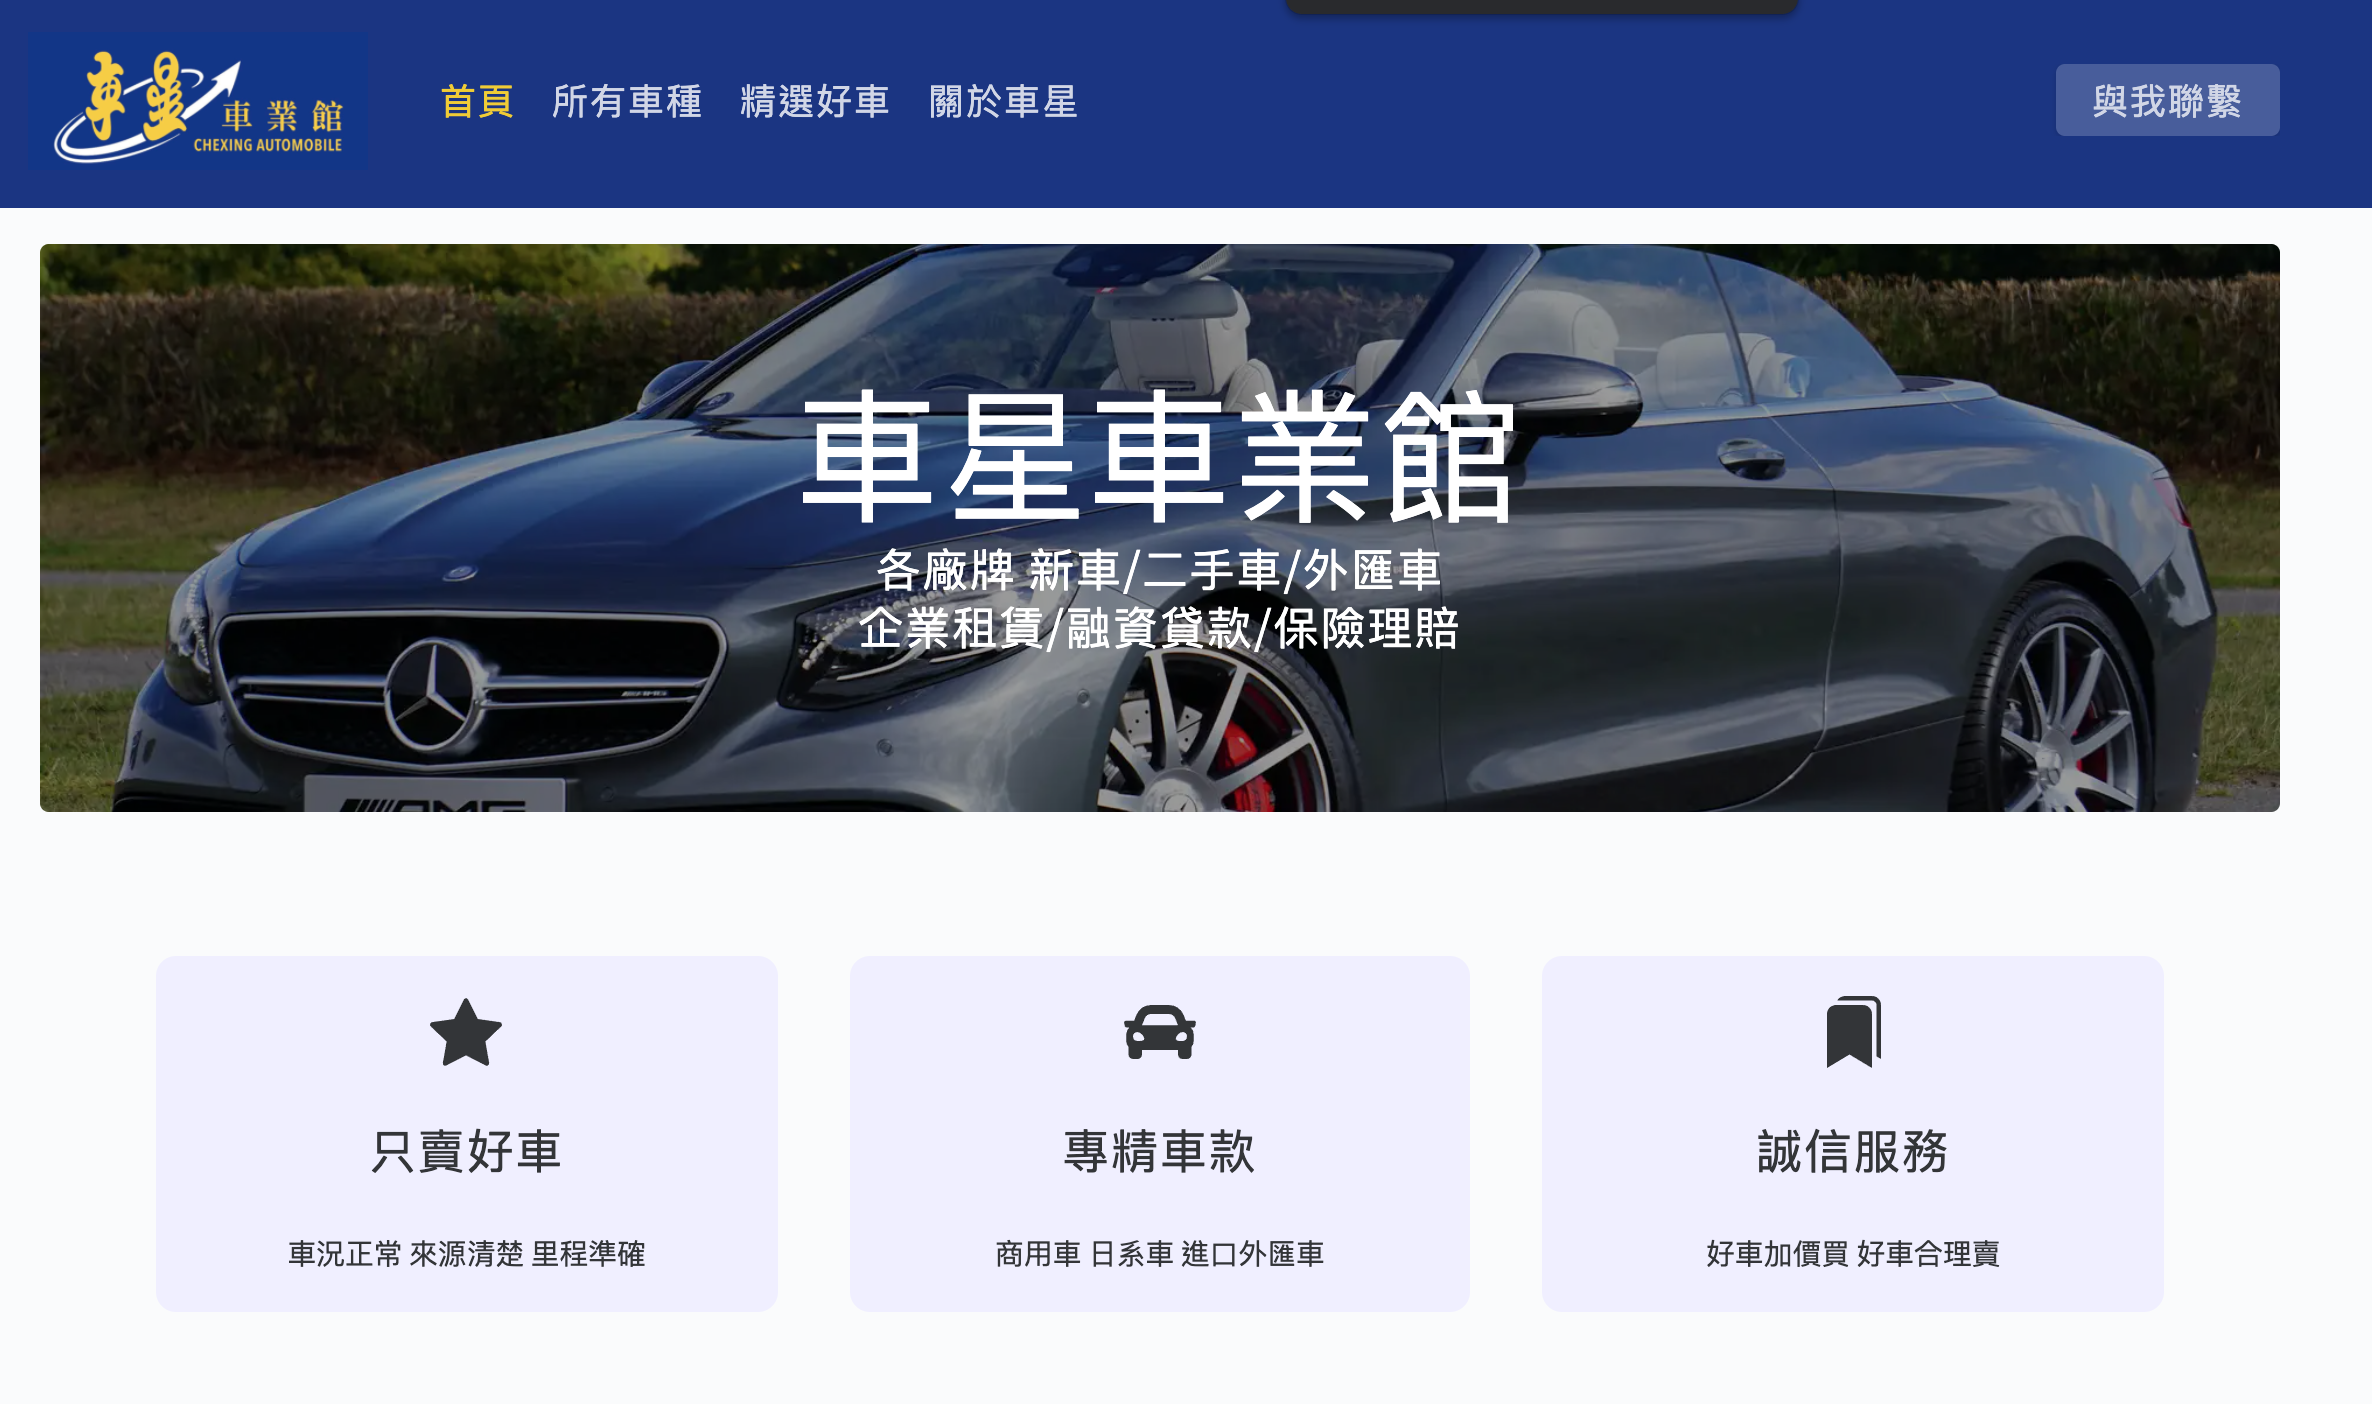 車星
車業館
CHEXING AUTOMOBILE
首頁 所有車種 精選好車 關於車星
與我聯繫
車星車業館
各廠牌 新車/二手車/外匯車
企業租賃/融資貸款/保險理賠
AMG
AMG
只賣好車
車況正常 來源清楚 里程準確
專精車款
商用車 日系車 進口外匯車
誠信服務
好車加價買 好車合理賣